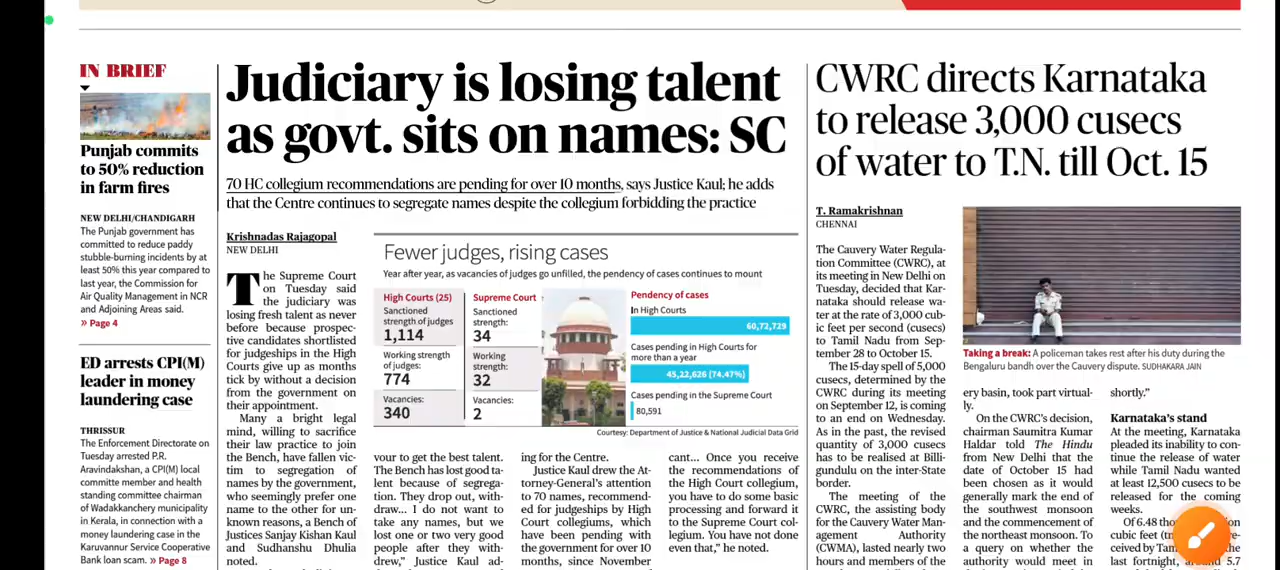 IN BRIEF
Punjab commits
to 50% reduction
in farm fires
NEW DELHI/CHANDIGARH
The Punjab government has
committed to reduce paddy
stubble-burning incidents by at
least 50% this year compared to
last year, the Commission for
Air Quality Management in NCR
and Adjoining Areas said.
» Page 4
ED arrests CPI(M)
leader in money
laundering case
THRISSUR
The Enforcement Directorate on
Tuesday arrested P.R.
Aravindakshan, a CPI(M) local
committe member and health
standing committee chairman
of Wadakkanchery municipality
in Kerala, in connection with a
money laundering case in the
Karuvannur Service Cooperative
Bank loan scam. » Page 8
Judiciary is losing talent
as govt. sits on names: SC
70 HC collegium recommendations are pending for over 10 months, says Justice Kaul; he adds
that the Centre continues to segregate names despite the collegium forbidding the practice
Krishnadas Rajagopal
NEW DELHI
The Supreme Court
on Tuesday said
the judiciary was
losing fresh talent as never
before because prospec-
tive candidates shortlisted
for judgeships in the High
Courts give up as months
tick by without a decision
from the government on
their appointment.
Many a bright legal
mind, willing to sacrifice
their law practice to join
the Bench, have fallen vic-
tim to segregation of
names by the government,
who seemingly prefer one
name to the other for un-
known reasons, a Bench of
Justices Sanjay Kishan Kaul
and Sudhanshu Dhulia
noted.
Fewer judges, rising cases
Year after year, as vacancies of judges go unfilled, the pendency of cases continues to mount
High Courts (25)
Sanctioned
strength of judges
1,114
Working strength
of judges:
774
Vacancies:
340
Supreme Court
Sanctioned
strength:
34
Working
strength:
32
Vacancies:
2
Pendency of cases
In High Courts
60,72,729
Cases pending in High Courts for
more than a year
45,22,626 (74.47%)
Cases pending in the Supreme Court
80,591
Courtesy: Department of Justice & National Judicial Data Grid
vour to get the best talent.
The Bench has lost good ta-
lent because of segrega-
tion. They drop out, with-
draw... I do not want to
take any names, but we
lost one or two very good
people after they with-
drew,” Justice Kaul ad-
ing for the Centre.
Justice Kaul drew the At-
torney-General’s attention
to 70 names, recommend-
ed for judgeships by High
Court collegiums, which
have been pending with
the government for over 10
months, since November
cant... Once you receive
the recommendations of
the High Court collegium,
you have to do some basic
processing and forward it
to the Supreme Court col-
legium. You have not done
even that,” he noted.
CWRC directs Karnataka
to release 3,000 cusecs
of water to T.N. till Oct. 15
T. Ramakrishnan
CHENNAI
The Cauvery Water Regula-
tion Committee (CWRC), at
its meeting in New Delhi on
Tuesday, decided that Kar-
nataka should release wa-
ter at the rate of 3,000 cub-
ic feet per second (cusecs)
to Tamil Nadu from Sep-
tember 28 to October 15.
The 15-day spell of 5,000
cusecs, determined by the
CWRC during its meeting
on September 12, is coming
to an end on Wednesday.
As in the past, the revised
quantity of 3,000 cusecs
has to be realised at Billi-
gundulu on the inter-State
border.
The meeting of the
CWRC, the assisting body
for the Cauvery Water Man-
agement Authority
(CWMA), lasted nearly two
hours and members of the
Taking a break: A policeman takes rest after his duty during the
Bengaluru bandh over the Cauvery dispute. SUDHAKARA JAIN
ery basin, took part virtual-
ly.
On the CWRC’s decision,
chairman Saumitra Kumar
Haldar told The Hindu
from New Delhi that the
date of October 15 had
been chosen as it would
generally mark the end of
the southwest monsoon
and the commencement of
the northeast monsoon. To
a query on whether the
authority would meet in
shortly.”
Karnataka’s stand
At the meeting, Karnataka
pleaded its inability to con-
tinue the release of water
while Tamil Nadu wanted
at least 12,500 cusecs to be
released for the coming
weeks.
Of 6.48
cubic feet
ceived by
last fortnight, 5.7